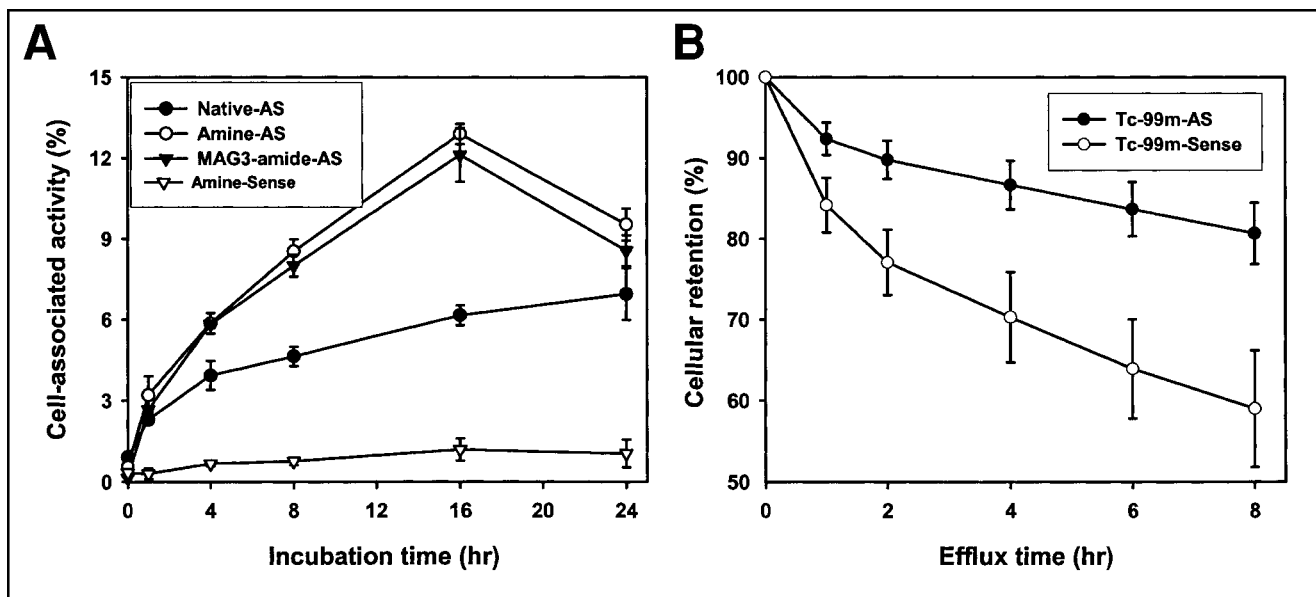 A
15
12
9
6
3
0
Cell-associated activity (%)
Native-AS
Amine-AS
MAG3-amide-AS
Amine-Sense
0 4 8 12 16 20 24
Incubation time (hr)
B
100
90
80
70
60
50
Cellular retention (%)
Tc-99m-AS
Tc-99m-Sense
0 2 4 6 8
Efflux time (hr)